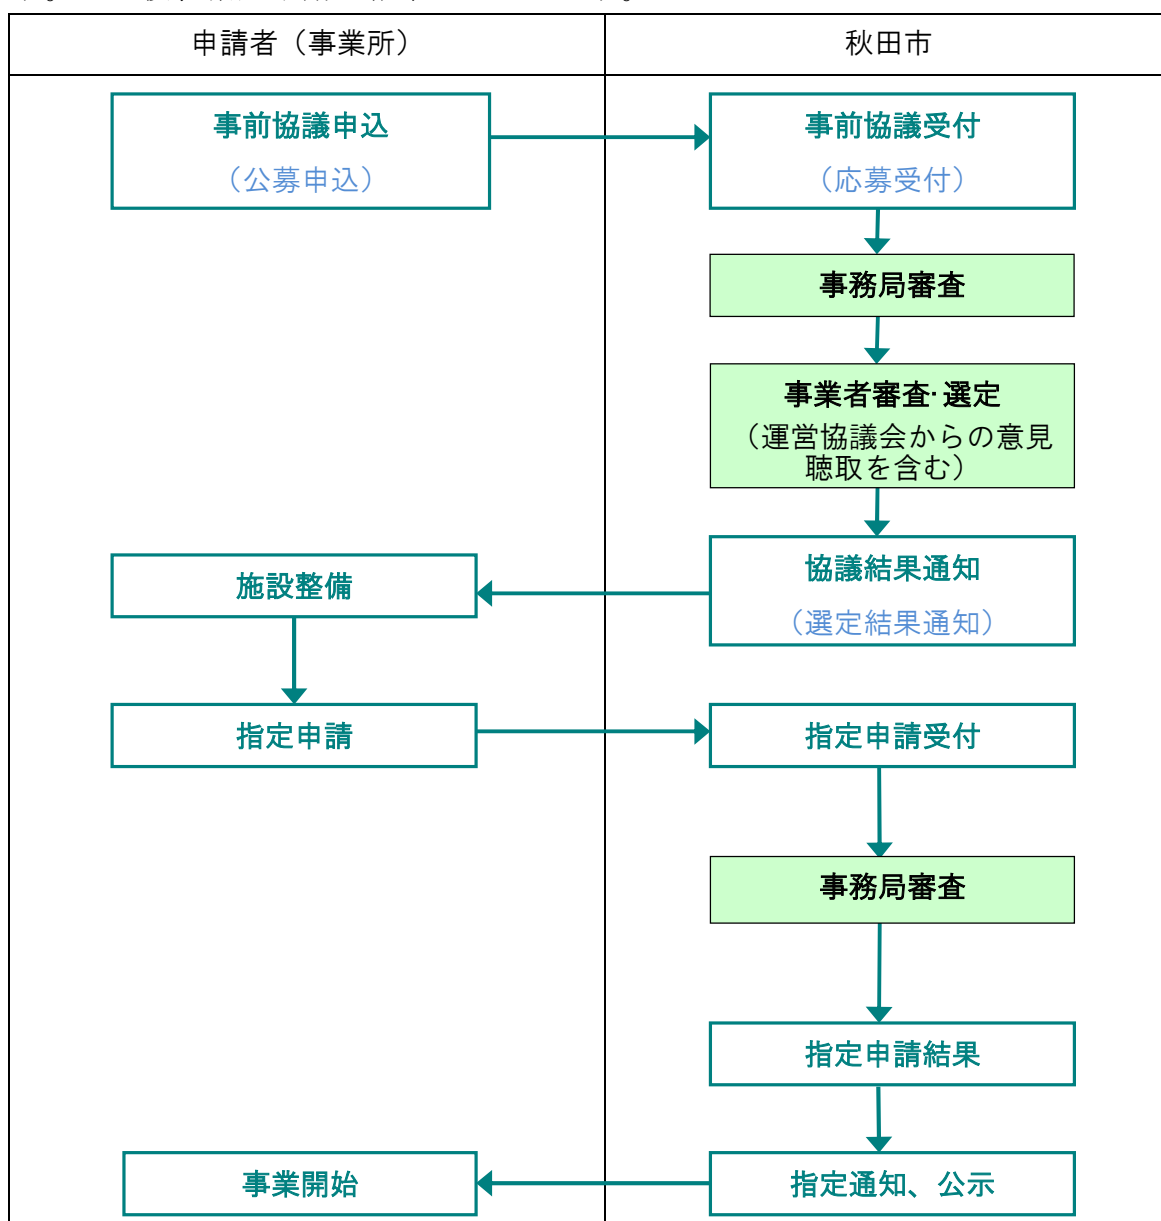 申請者（事業所）
秋田市
事前協議申込
（公募申込）
事前協議受付
（応募受付）
事務局審査
事業者審査・選定
（運営協議会からの意見
聴取を含む）
協議結果通知
（選定結果通知）
施設整備
指定申請
指定申請受付
事務局審査
指定申請結果
指定通知、公示
事業開始